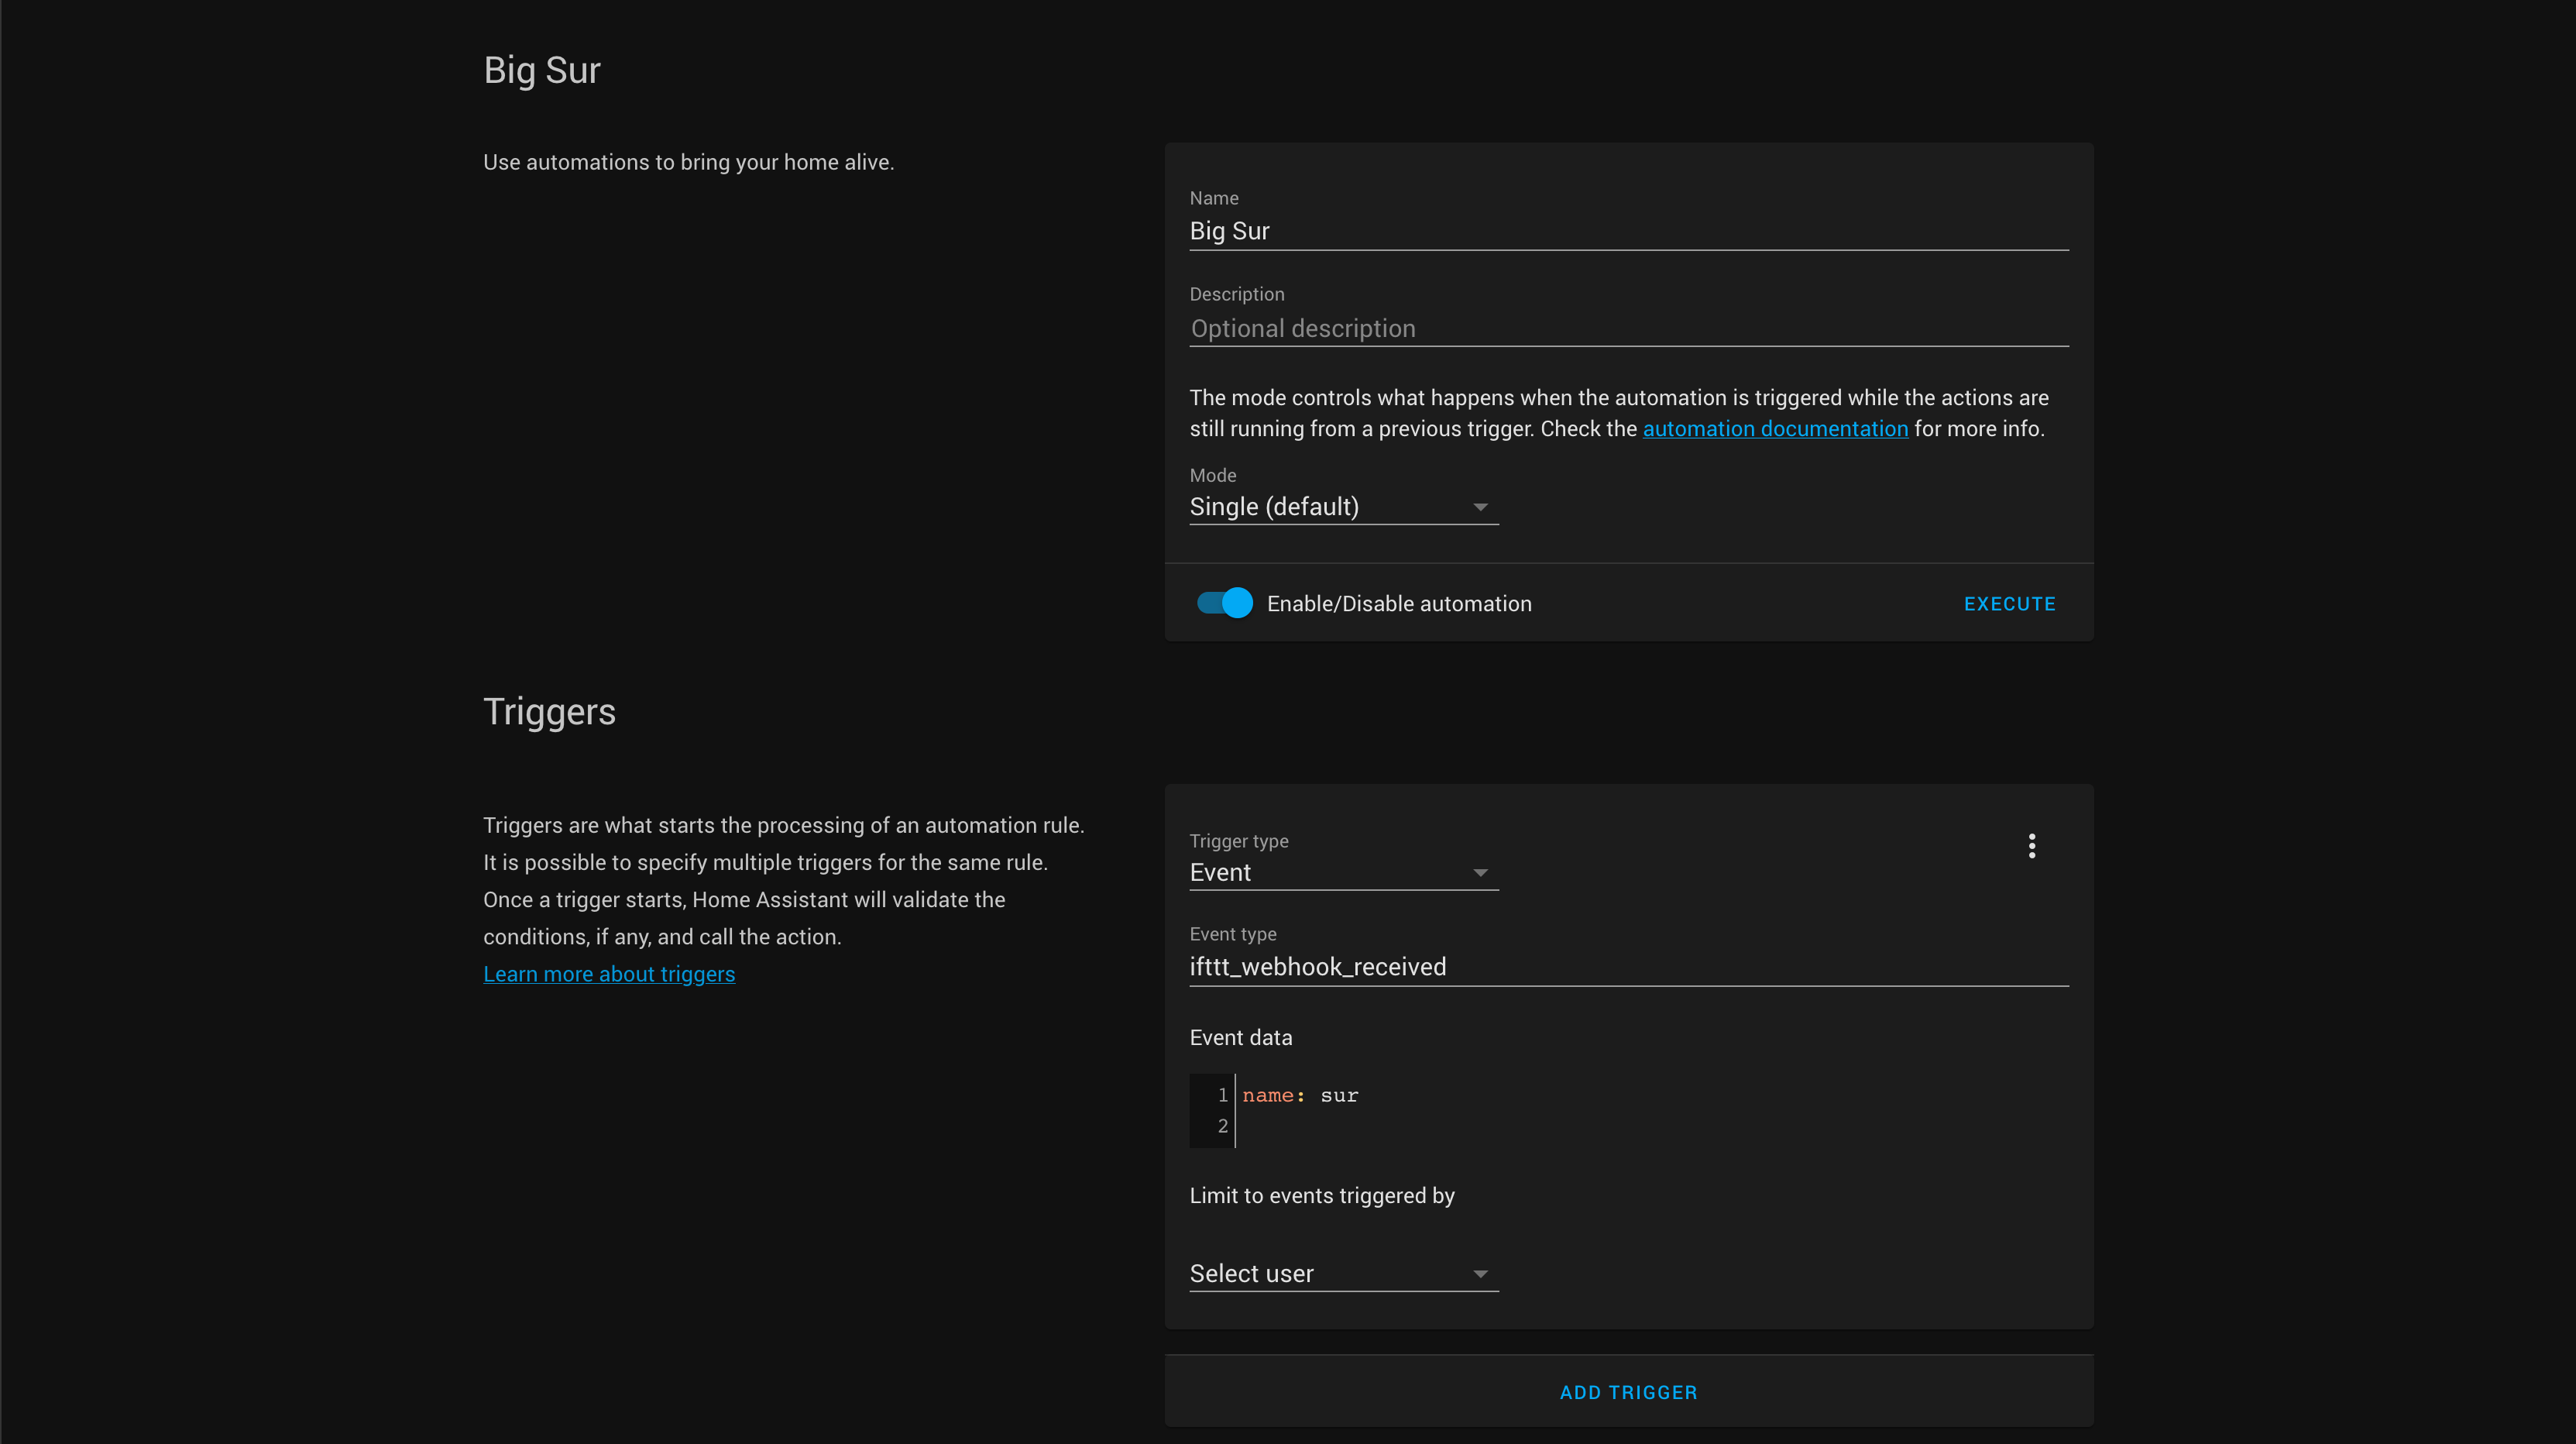 Big Sur
Use automations to bring your home alive.
Name
Big Sur
Description
Optional description
The mode controls what happens when the automation is triggered while the actions are
still running from a previous trigger. Check the automation documentation for more info.
Mode
Single (default)
Enable/Disable automation
EXECUTE
Triggers
Triggers are what starts the processing of an automation rule.
It is possible to specify multiple triggers for the same rule.
Once a trigger starts, Home Assistant will validate the
conditions, if any, and call the action.
Learn more about triggers
Trigger type
Event
Event type
ifttt_webhook_received
Event data
1 name: sur
2
Limit to events triggered by
Select user
ADD TRIGGER